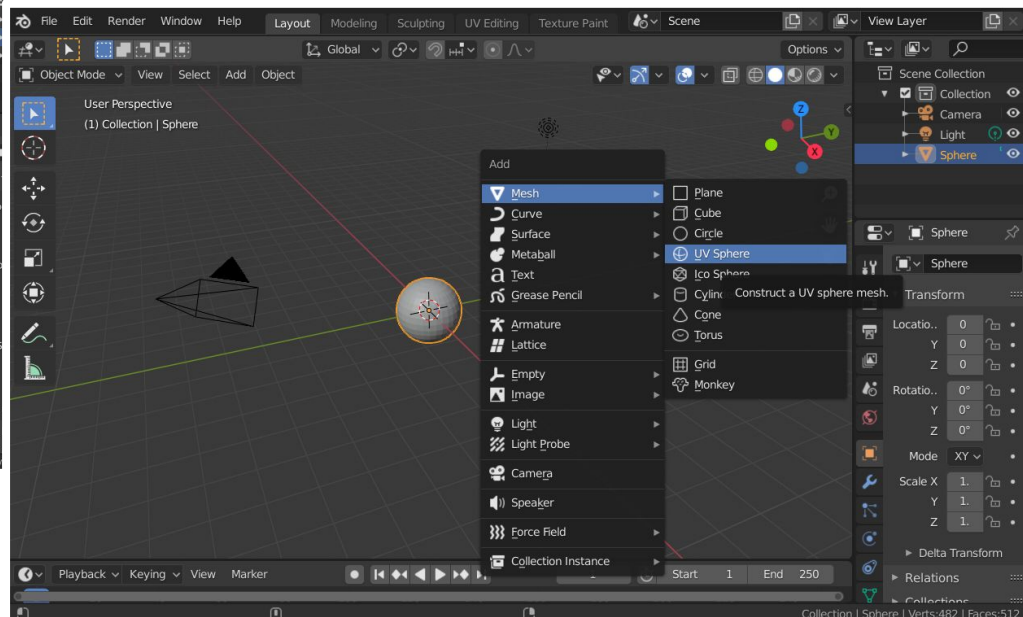 File Edit Render Window Help Layout Modeling Sculpting UV Editing Texture Paint Scene View Layer
Global Options
Object Mode View Select Add Object
User Perspective
(1) Collection | Sphere
Z
Y
X
Add
Mesh
Curve
Surface
Metaball
Text
Grease Pencil
Armature
Lattice
Empty
Image
Light
Light Probe
Camera
Speaker
Force Field
Collection Instance
Plane
Cube
Circle
UV Sphere
Ico Sphere
Construct a UV sphere mesh.
Cone
Torus
Grid
Monkey
Scene Collection
Collection
Camera
Light
Sphere
Sphere
Sphere
Transform
Locatio.. 0
Y 0
Z 0
Rotatio.. 0°
Y 0°
Z 0°
Mode XY
Scale X 1.
Y 1.
Z 1.
Delta Transform
Relations
Collections
Playback Keying View Marker 1 Start 1 End 250
Collection | Sphere | Verts:482 | Faces:512